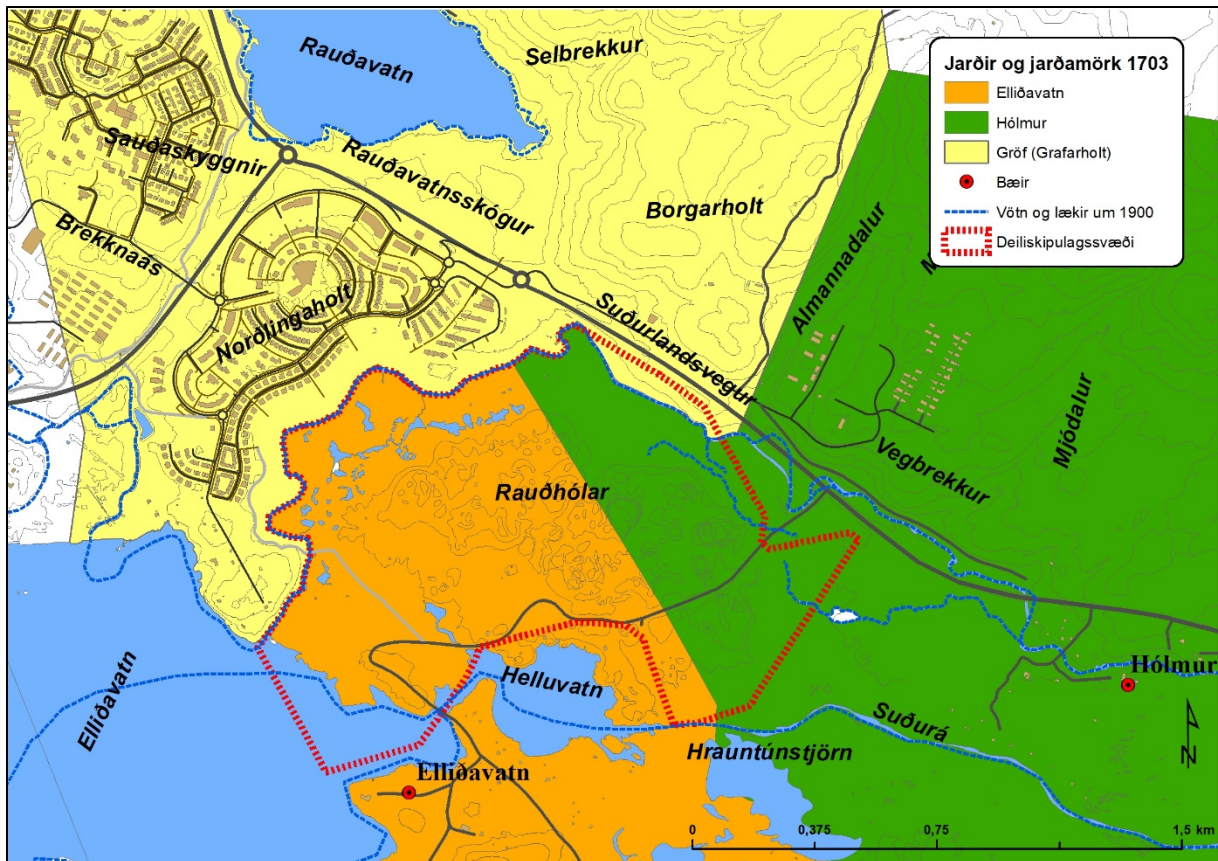 Rauðavatn
Selbrekkur
Sauðaskyggnir
Rauðavatnsskógur
Brekknaás
Borgarholt
Norðlingaholt
Suðurlandsvegur
Almannadalur
Mjódalur
Vegbrekkur
Rauðhólar
Elliðavatn
Helluvatn
Hólmur
Suðurá
Hrauntúnstjörn
Elliðavatn
Jarðir og jarðamörk 1703
Elliðavatn
Hólmur
Gröf (Grafarholt)
Bæir
Vötn og lækir um 1900
Deiliskipulagssvæði
N
0 0,375 0,75 1,5 km